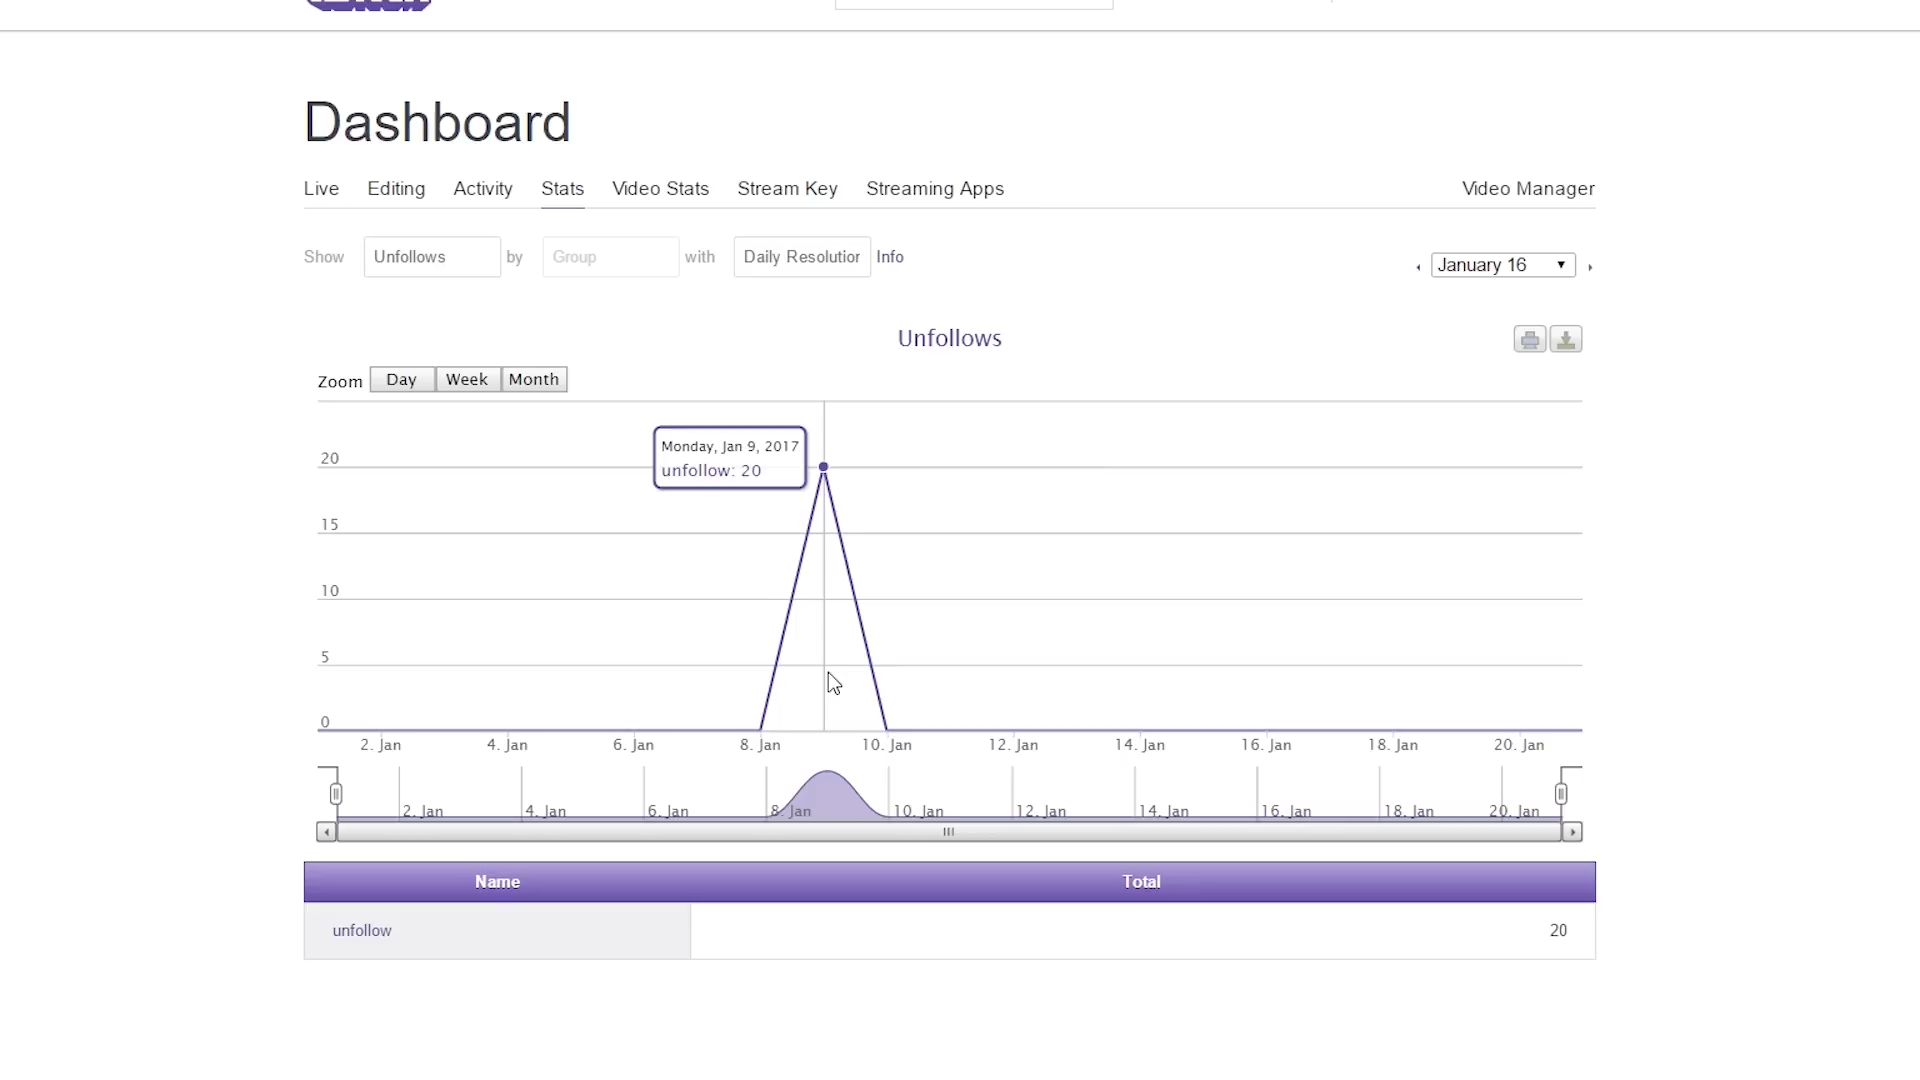 Dashboard
Live Editing Activity Stats Video Stats Stream Key Streaming Apps Video Manager
Show Unfollows by Group with Daily Resolutior Info January 16
Unfollows
Zoom Day Week Month
Monday, Jan 9, 2017
unfollow: 20
20
15
10
5
0
2. Jan 4. Jan 6. Jan 8. Jan 10. Jan 12. Jan 14. Jan 16. Jan 18. Jan 20. Jan
2. Jan 4. Jan 6. Jan 8. Jan 10. Jan 12. Jan 14. Jan 16. Jan 18. Jan 20. Jan
Name Total
unfollow 20